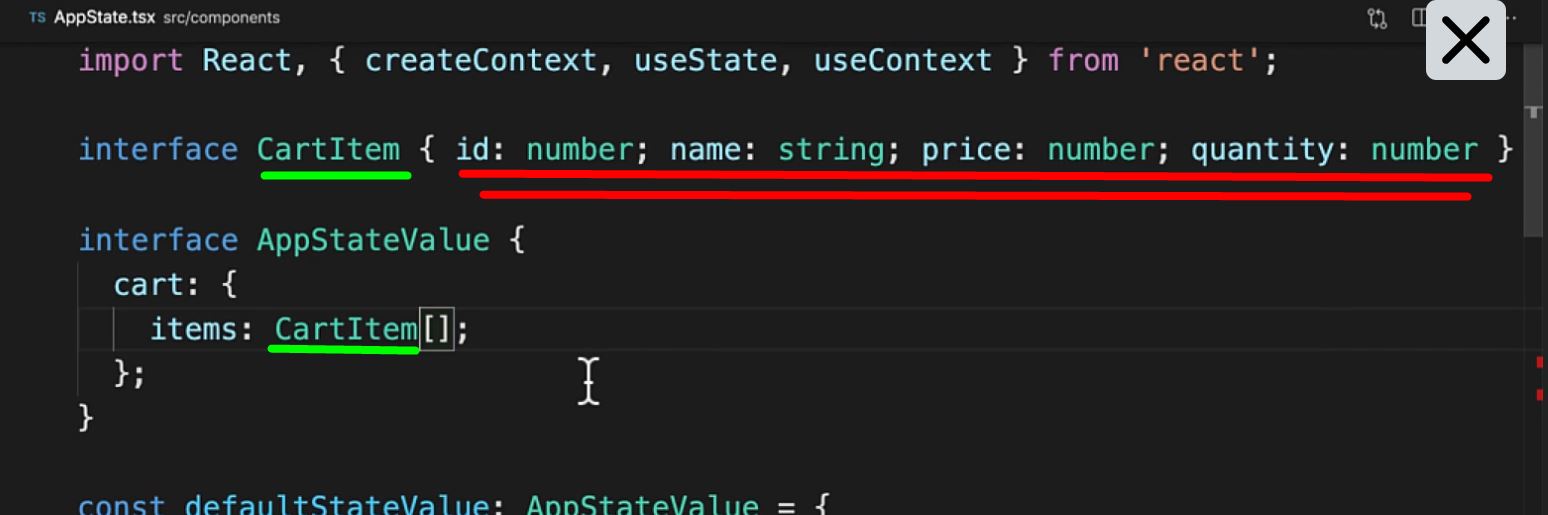 TS AppState.tsx src/components
import React, { createContext, useState, useContext } from 'react';
interface CartItem { id: number; name: string; price: number; quantity: number }
interface AppStateValue {
cart: {
items: CartItem[];
};
}
const defaultStateValue: AppStateValue = {